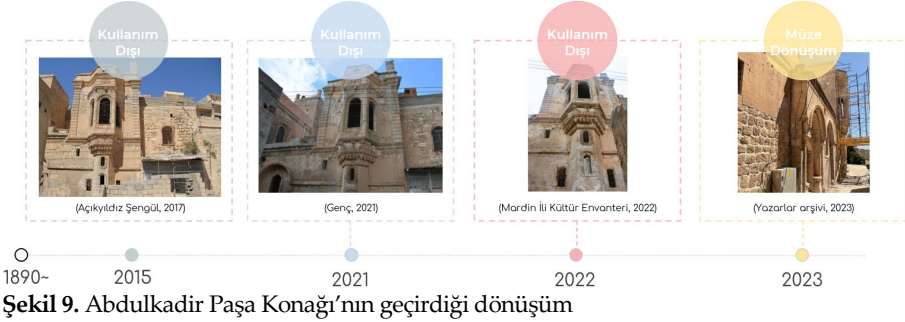 Kullanım
Dışı
Kullanım
Dışı
Kullanım
Dışı
Müze
Dönüşüm
(Açıkyıldız Şengül, 2017)
(Genç, 2021)
(Mardin İli Kültür Envanteri, 2022)
(Yazarlar arşivi, 2023)
1890~
2015
2021
2022
2023
Şekil 9. Abdulkadir Paşa Konağı’nın geçirdiği dönüşüm